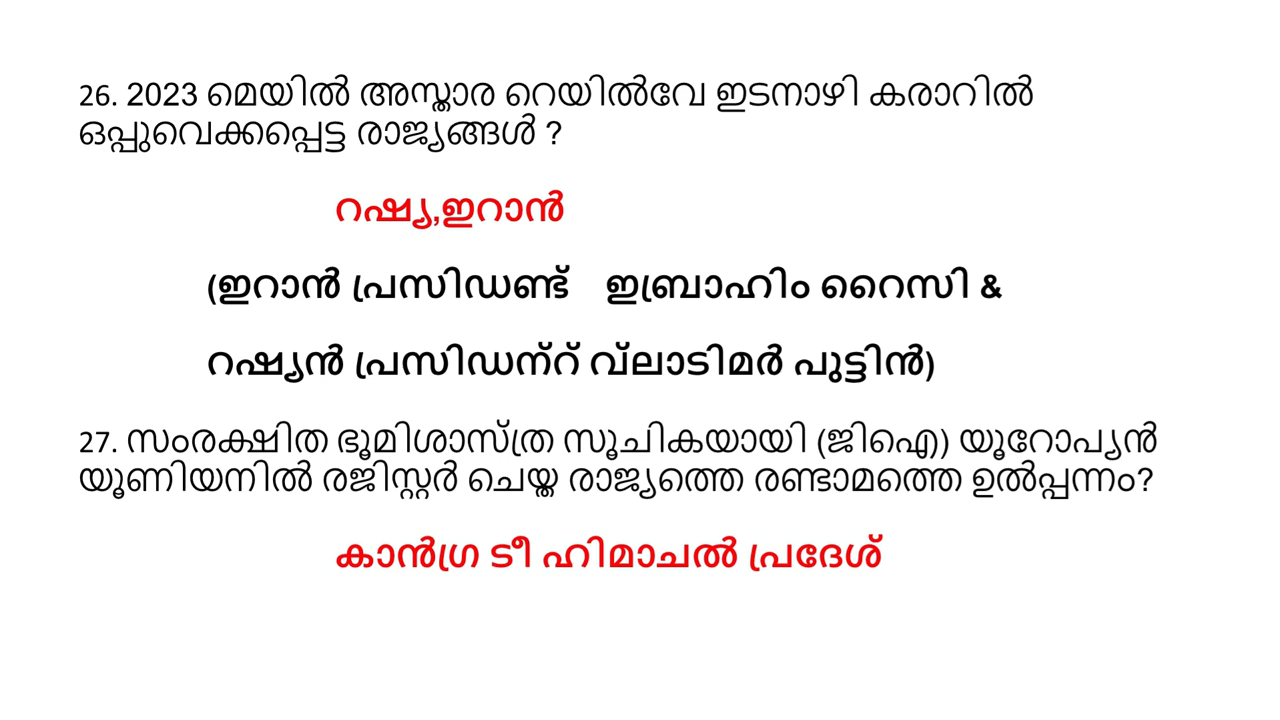 26. 2023 മെയിൽ അസ്താര റെയിൽവേ ഇടനാഴി കരാറിൽ
ഒപ്പുവെക്കപ്പെട്ട രാജ്യങ്ങൾ ?
റഷ്യ,ഇറാൻ
(ഇറാൻ പ്രസിഡണ്ട് ഇബ്രാഹിം റൈസി &
റഷ്യൻ പ്രസിഡന്റ് വ്ലാടിമർ പുട്ടിൻ)
27. സംരക്ഷിത ഭൂമിശാസ്ത്ര സൂചികയായി (ജിഐ) യൂറോപ്യൻ
യൂണിയനിൽ രജിസ്റ്റർ ചെയ്ത രാജ്യത്തെ രണ്ടാമത്തെ ഉൽപ്പന്നം?
കാൻഗ്ര ടീ ഹിമാചൽ പ്രദേശ്